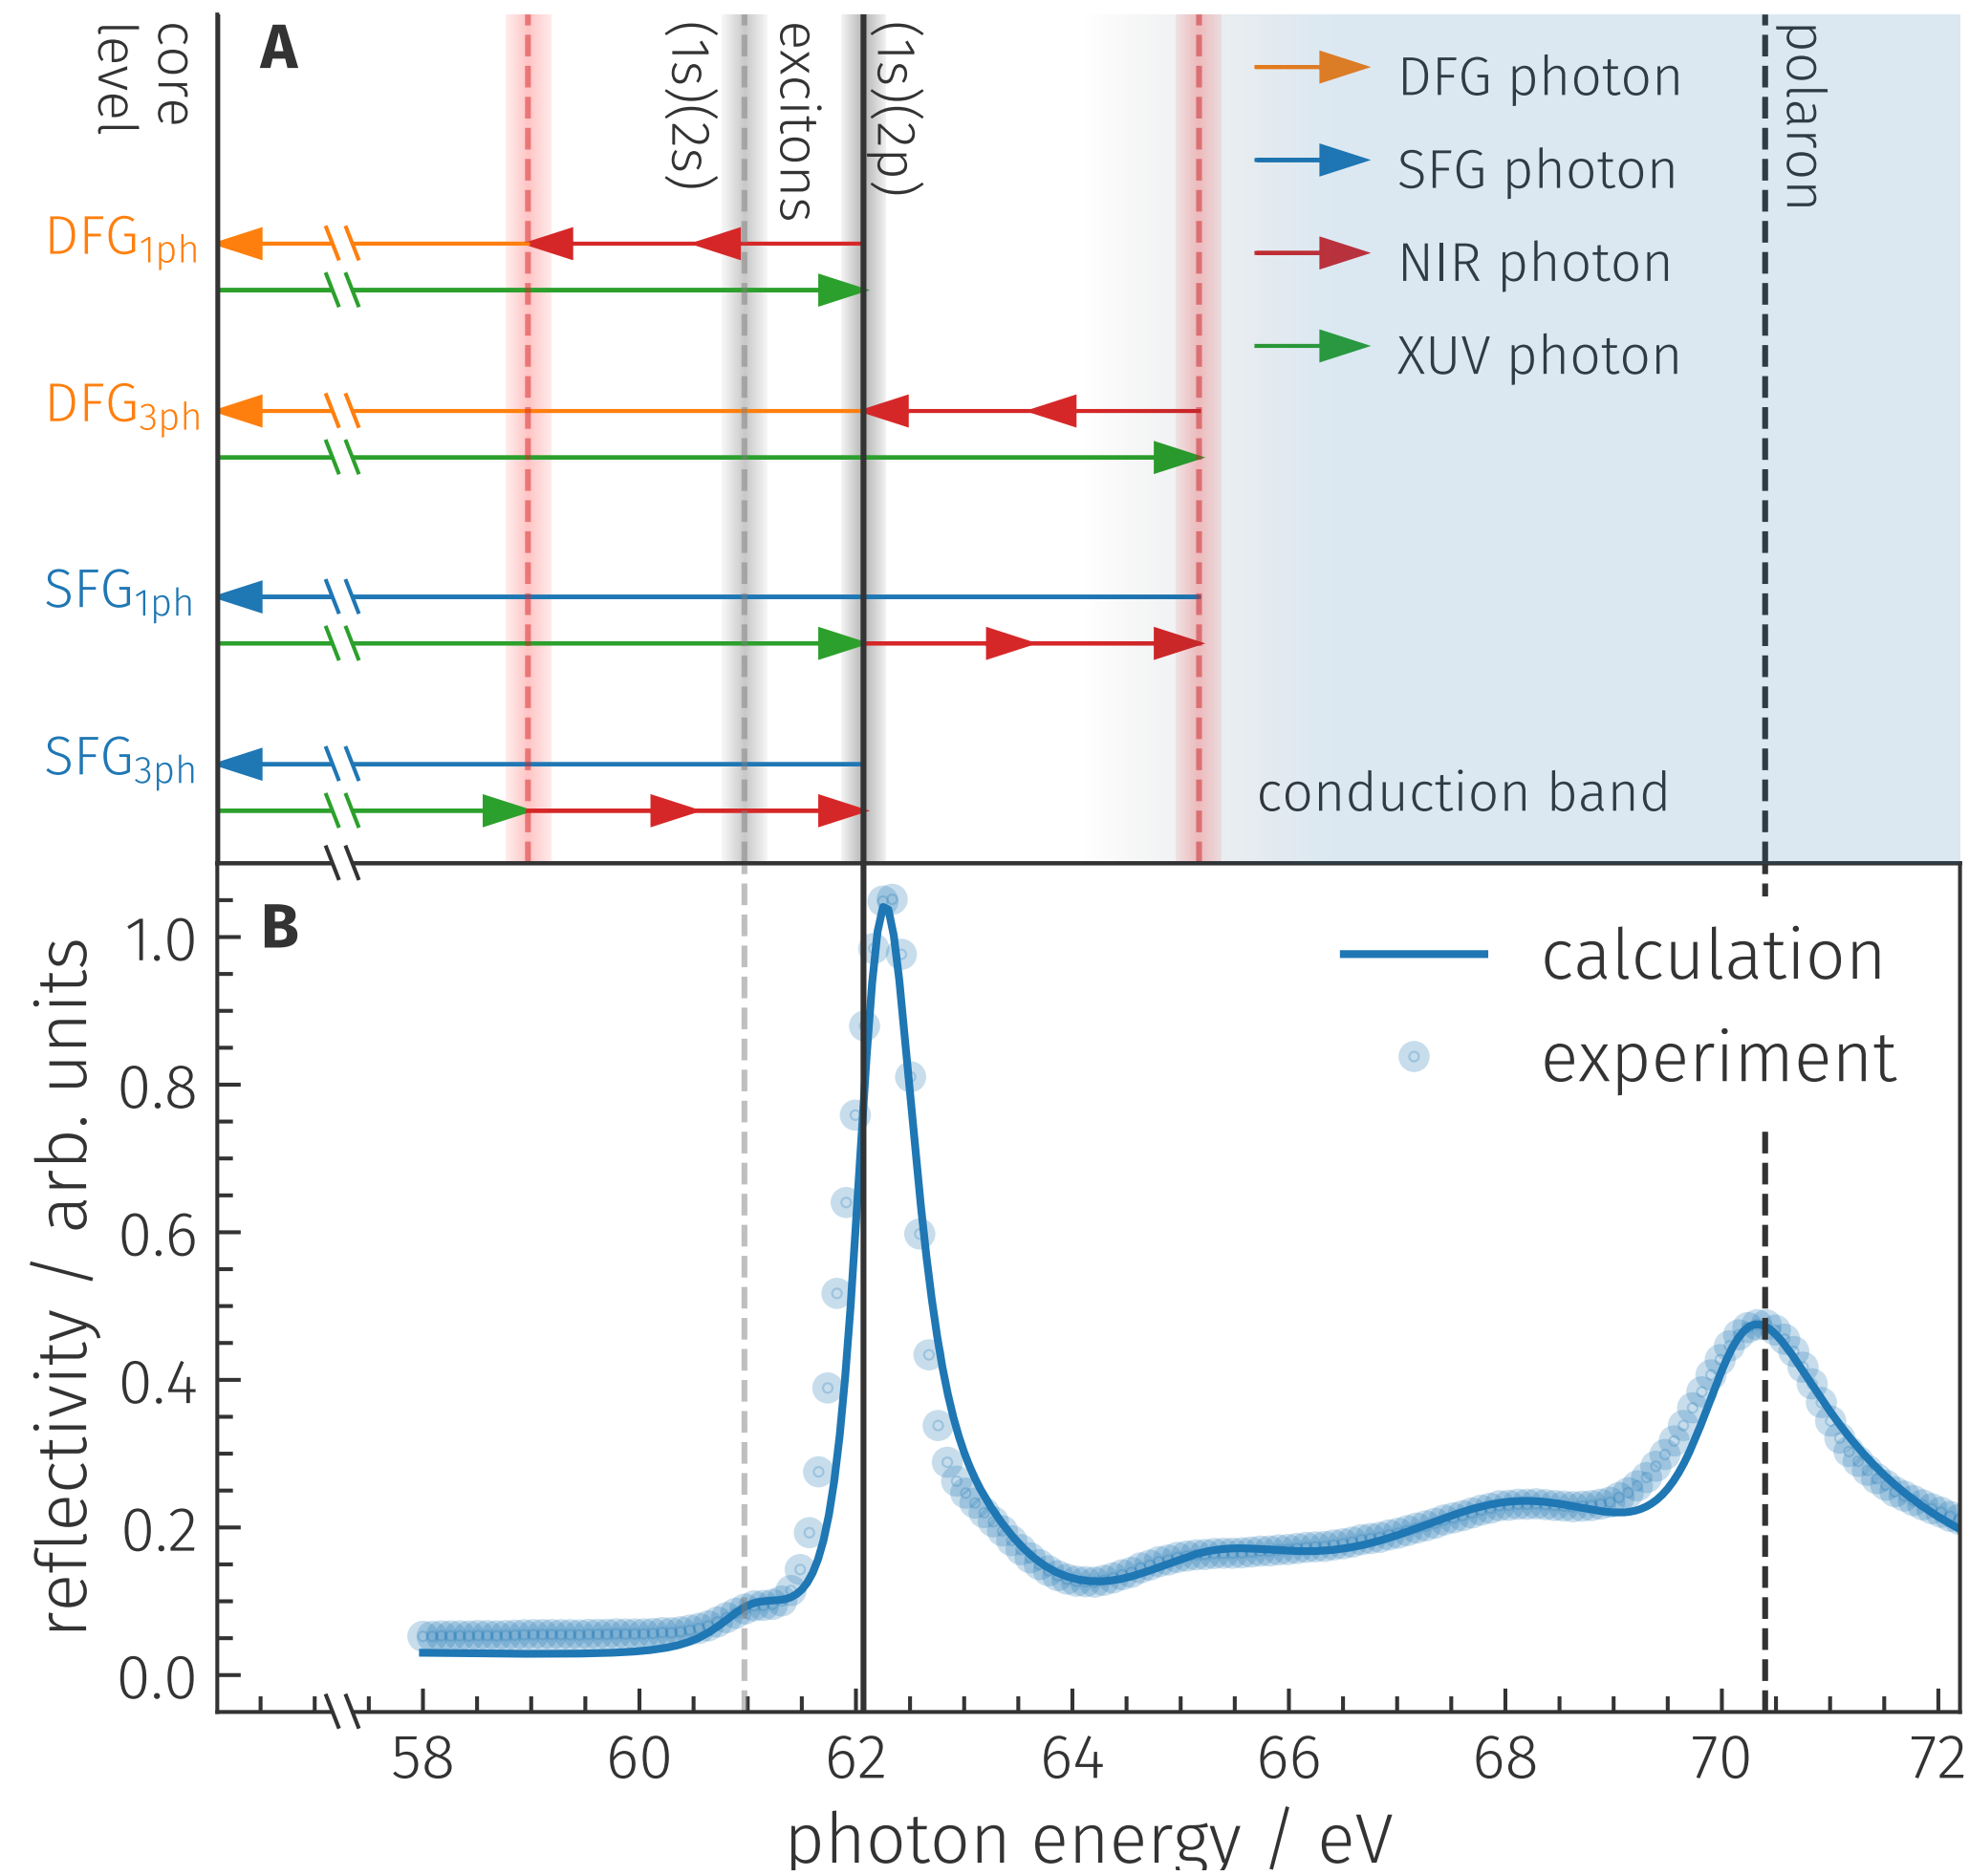 A
core
level
(1s)(2s)
excitons
(1s)(2p)
polaron
DFG photon
SFG photon
NIR photon
XUV photon
DFG1ph
DFG3ph
SFG1ph
SFG3ph
conduction band
B
calculation
experiment
reflectivity / arb. units
1.0
0.8
0.6
0.4
0.2
0.0
58 60 62 64 66 68 70 72
photon energy / eV